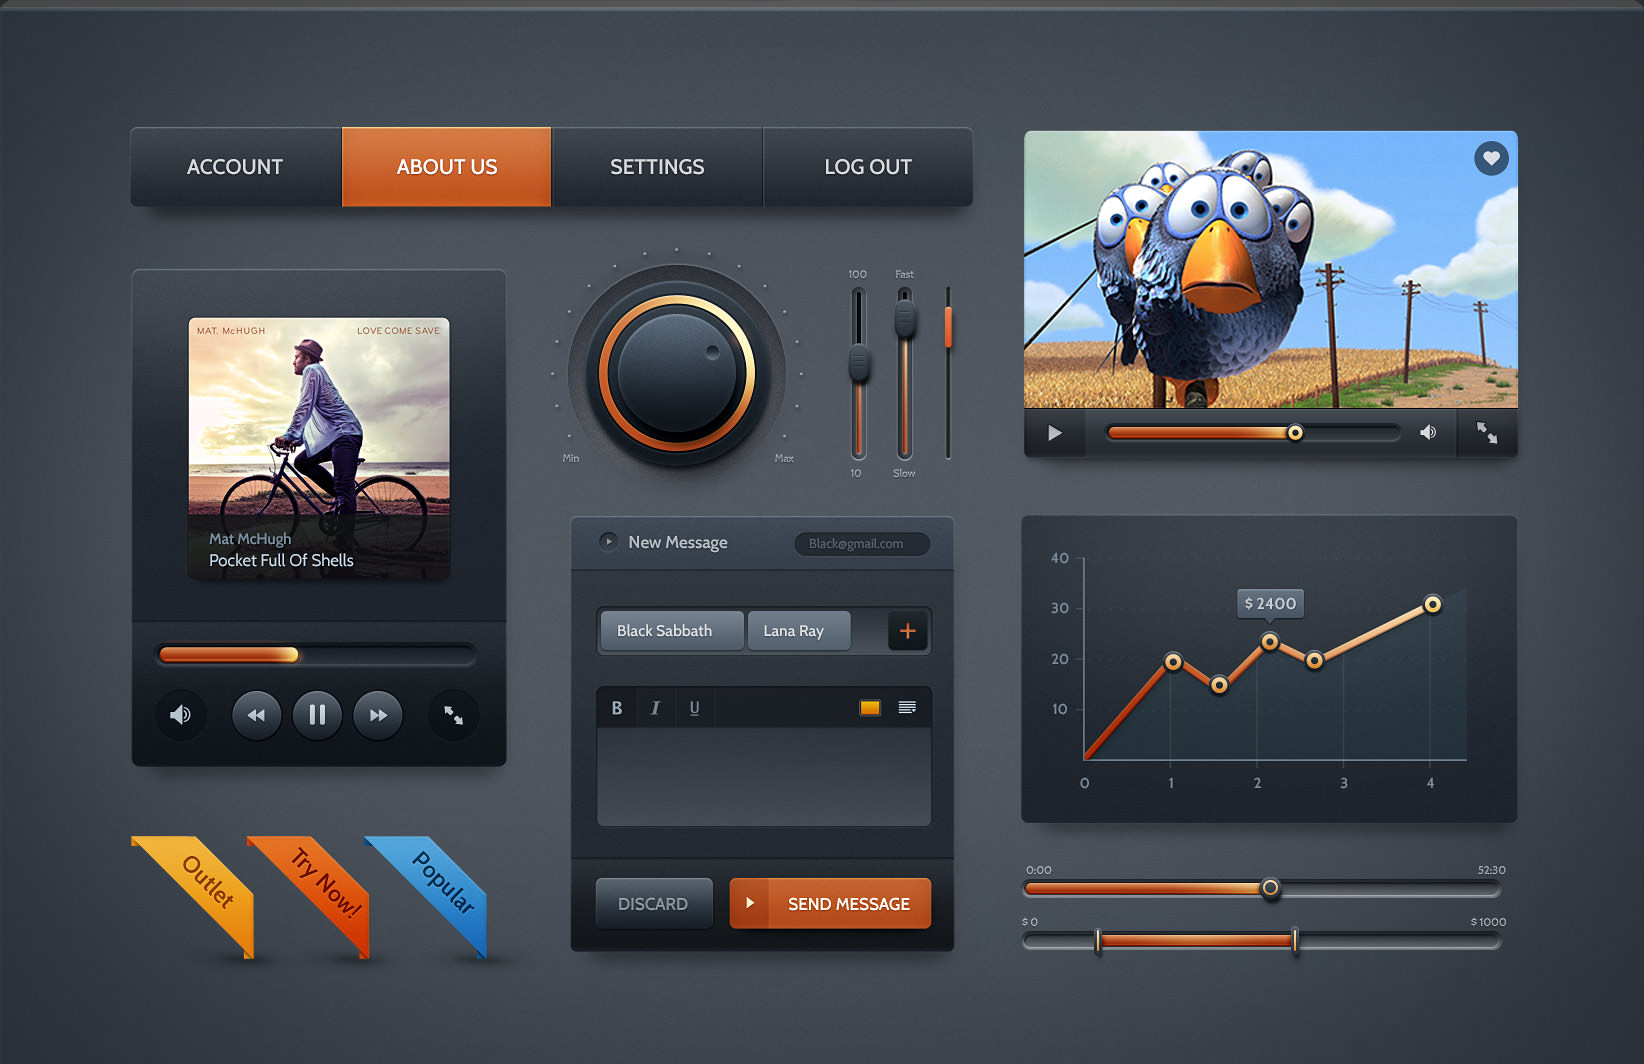 ACCOUNT
ABOUT US
SETTINGS
LOG OUT
MAT. McHUGH
LOVE COME SAVE
Mat McHugh
Pocket Full Of Shells
Min
Max
100
10
Fast
Slow
New Message
Black@gmail.com
Black Sabbath
Lana Ray
+
B
I
U
DISCARD
SEND MESSAGE
40
30
20
10
$ 2400
0
1
2
3
4
0:00
52:30
$ 0
$ 1000
Outlet
Try Now!
Popular